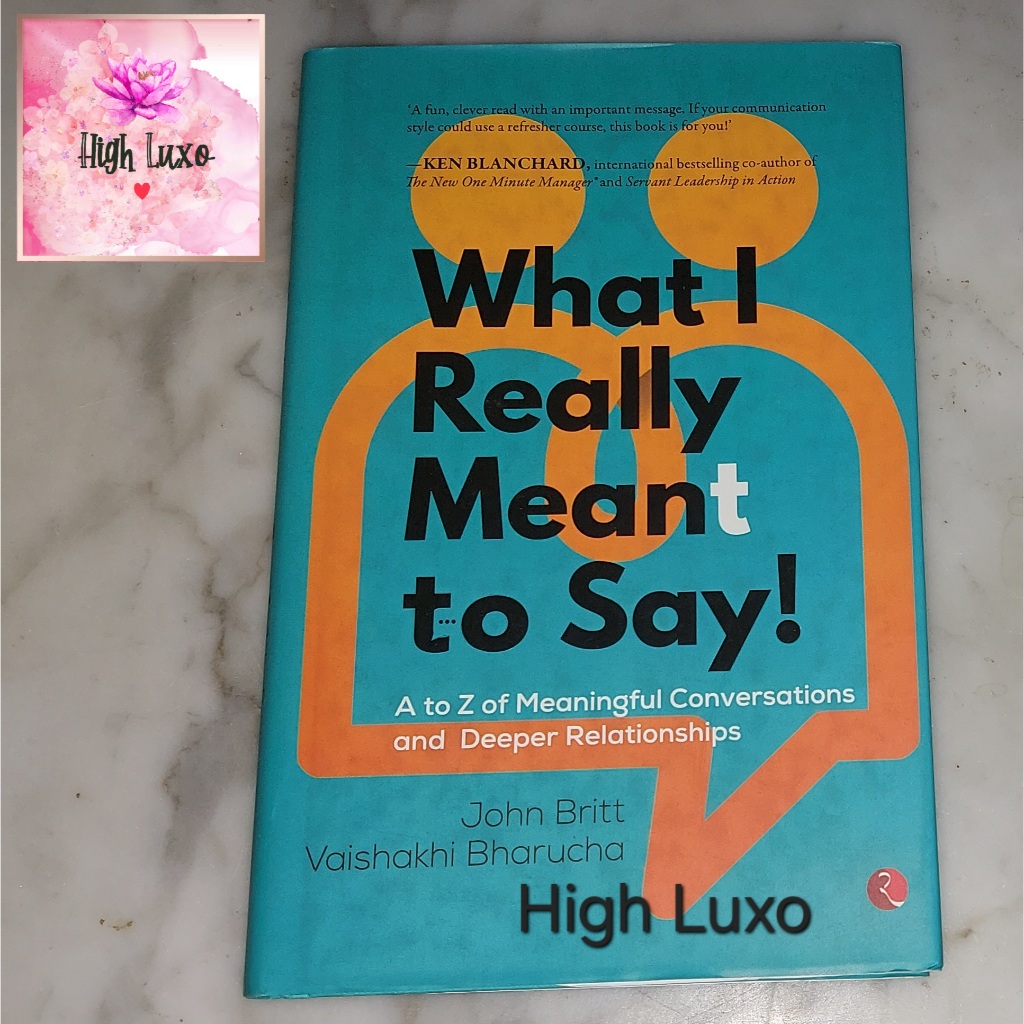 High Luxo
'A fun, clever read with an important message. If your communication
style could use a refresher course, this book is for you!'
—KEN BLANCHARD, international bestselling co-author of
The New One Minute Manager® and Servant Leadership in Action
What I
Really
Meant
to Say!
A to Z of Meaningful Conversations
and Deeper Relationships
John Britt
Vaishakhi Bharucha
High Luxo